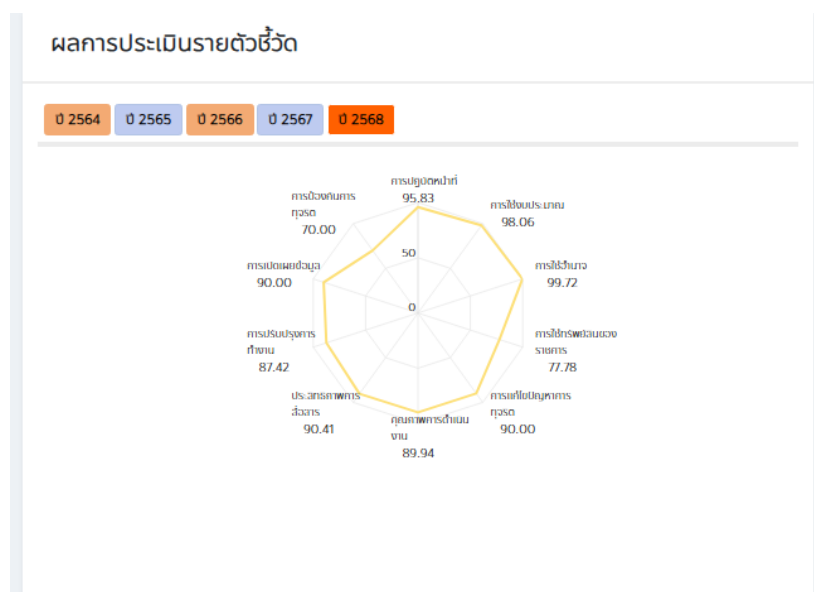 ผลการประเมินรายตัวชี้วัด
ปี 2564 ปี 2565 ปี 2566 ปี 2567 ปี 2568
การปฏิบัติหน้าที่
95.83
การใช้งบประมาณ
98.06
การใช้อำนาจ
99.72
การใช้ทรัพย์สินของ
ราชการ
77.78
การแก้ไขปัญหาการ
ทุจริต
90.00
คุณภาพการดำเนิน
งาน
89.94
ประสิทธิภาพการ
สื่อสาร
90.41
การปรับปรุงการ
ทำงาน
87.42
การเปิดเผยข้อมูล
90.00
การป้องกันการ
ทุจริต
70.00
50
0